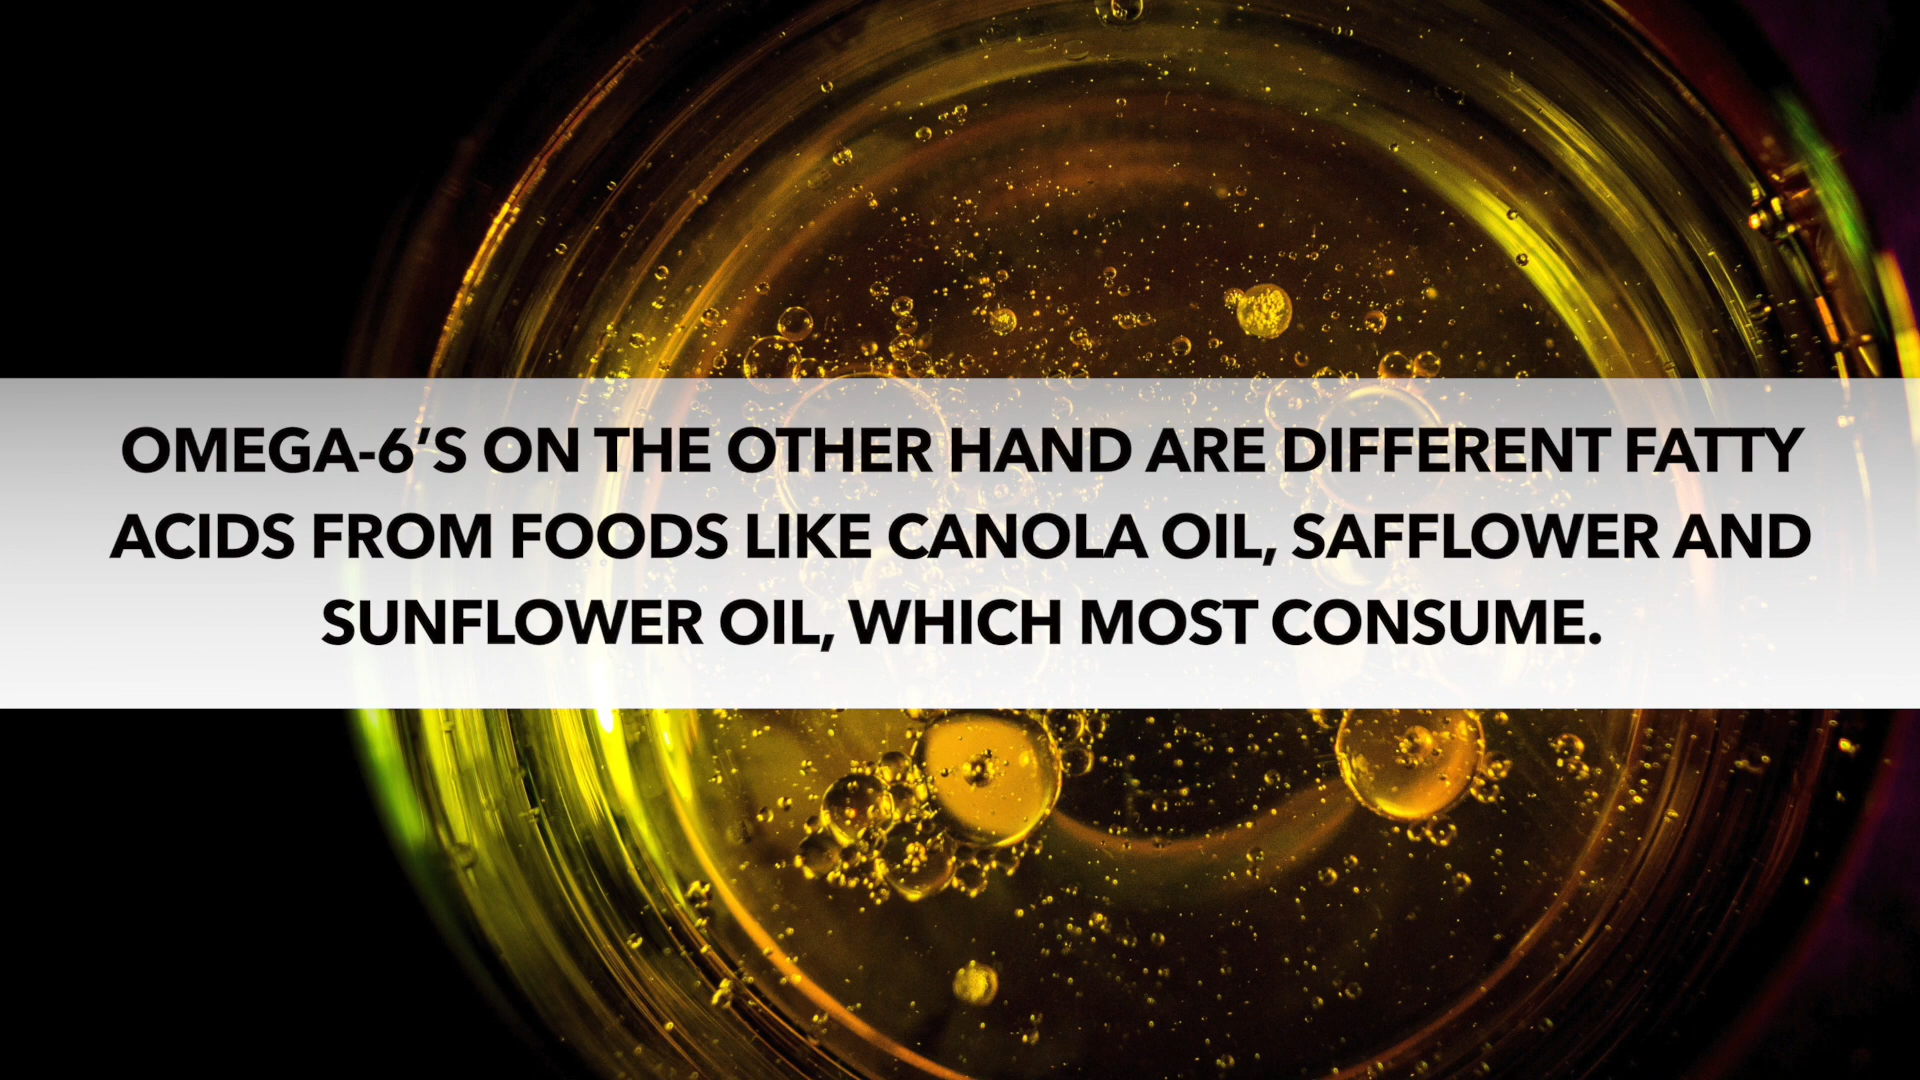 OMEGA-6’S ON THE OTHER HAND ARE DIFFERENT FATTY
ACIDS FROM FOODS LIKE CANOLA OIL, SAFFLOWER AND
SUNFLOWER OIL, WHICH MOST CONSUME.